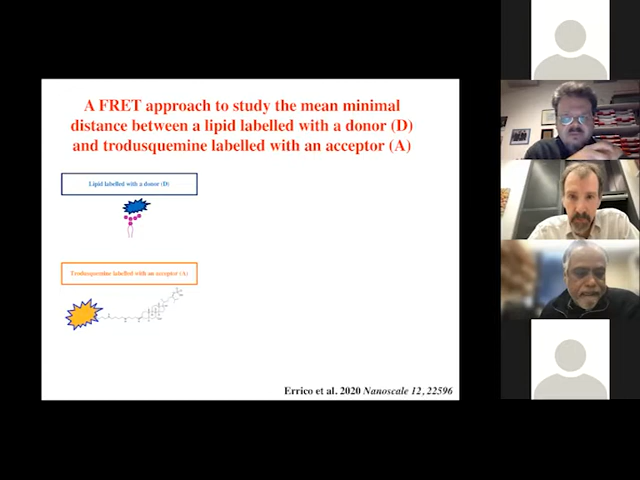 A FRET approach to study the mean minimal
distance between a lipid labelled with a donor (D)
and trodusquemine labelled with an acceptor (A)
Lipid labelled with a donor (D)
Trodusquemine labelled with an acceptor (A)
Errico et al. 2020 Nanoscale 12, 22596